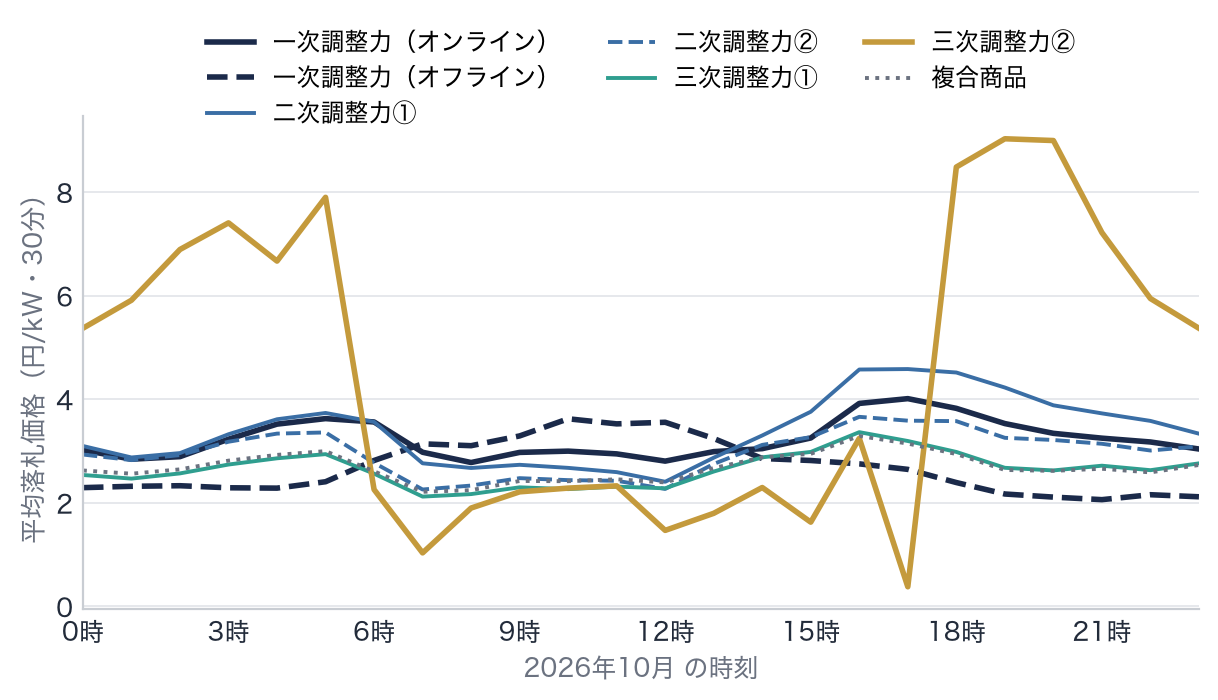 一次調整力（オンライン）
一次調整力（オフライン）
二次調整力①
二次調整力②
三次調整力①
三次調整力②
複合商品
平均落札価格（円/kW・30分）
8
6
4
2
0
0時 3時 6時 9時 12時 15時 18時 21時
2026年10月 の時刻